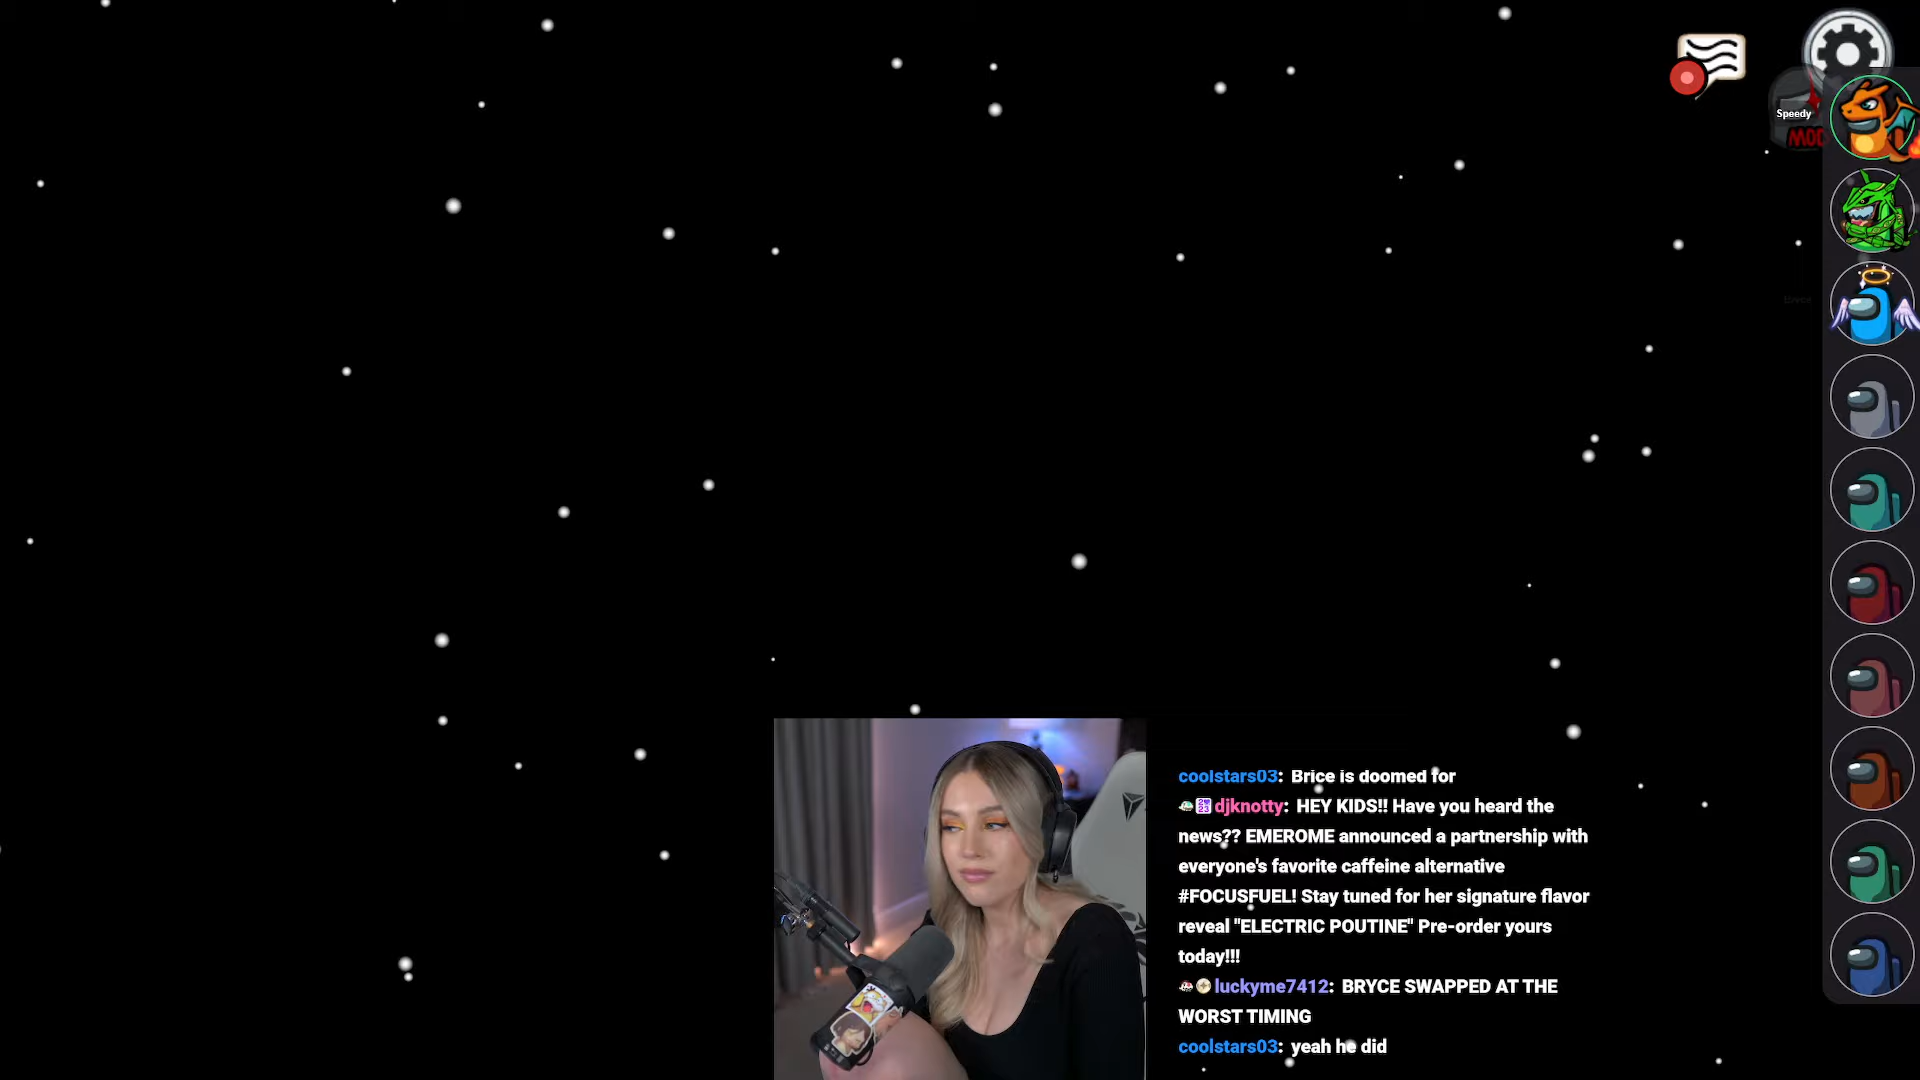 Speedy
MOD
coolstars03: Brice is doomed for
djknotty: HEY KIDS!! Have you heard the
news?? EMEROME announced a partnership with
everyone's favorite caffeine alternative
#FOCUSFUEL! Stay tuned for her signature flavor
reveal "ELECTRIC POUTINE" Pre-order yours
today!!!
luckyme7412: BRYCE SWAPPED AT THE
WORST TIMING
coolstars03: yeah he did